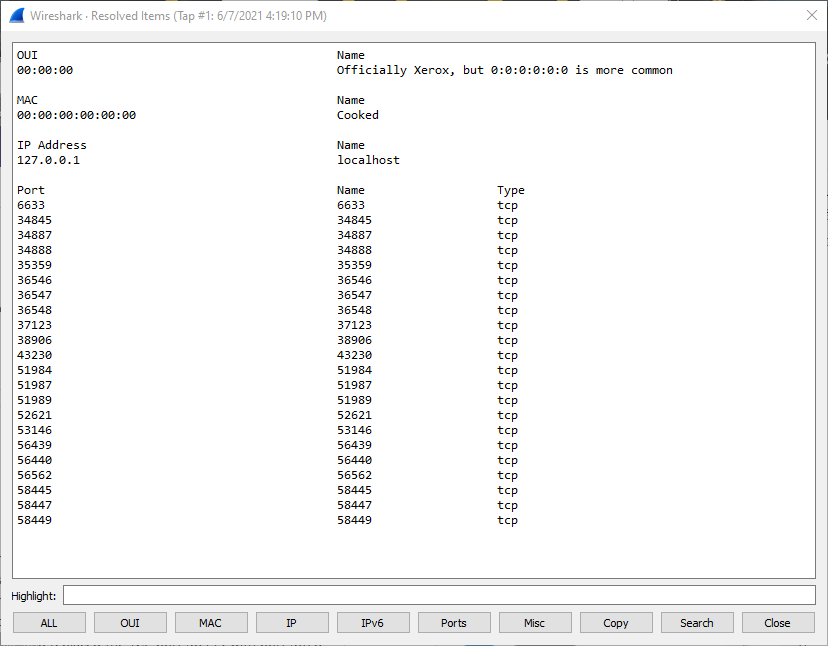 Wireshark · Resolved Items (Tap #1: 6/7/2021 4:19:10 PM)
OUI Name
00:00:00 Officially Xerox, but 0:0:0:0:0:0 is more common
MAC Name
00:00:00:00:00:00 Cooked
IP Address Name
127.0.0.1 localhost
Port Name Type
6633 6633 tcp
34845 34845 tcp
34887 34887 tcp
34888 34888 tcp
35359 35359 tcp
36546 36546 tcp
36547 36547 tcp
36548 36548 tcp
37123 37123 tcp
38906 38906 tcp
43230 43230 tcp
51984 51984 tcp
51987 51987 tcp
51989 51989 tcp
52621 52621 tcp
53146 53146 tcp
56439 56439 tcp
56440 56440 tcp
56562 56562 tcp
58445 58445 tcp
58447 58447 tcp
58449 58449 tcp
Highlight:
ALL OUI MAC IP IPv6 Ports Misc Copy Search Close